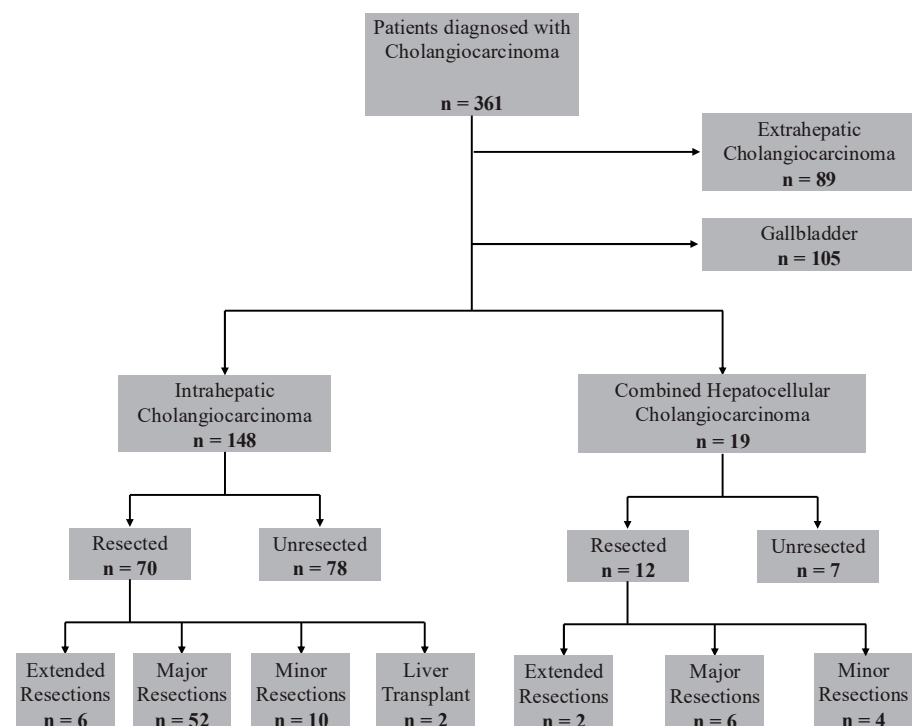 Patients diagnosed with
Cholangiocarcinoma
n = 361
Extrahepatic
Cholangiocarcinoma
n = 89
Gallbladder
n = 105
Intrahepatic
Cholangiocarcinoma
n = 148
Combined Hepatocellular
Cholangiocarcinoma
n = 19
Resected
n = 70
Unresected
n = 78
Resected
n = 12
Unresected
n = 7
Extended
Resections
n = 6
Major
Resections
n = 52
Minor
Resections
n = 10
Liver
Transplant
n = 2
Extended
Resections
n = 2
Major
Resections
n = 6
Minor
Resections
n = 4